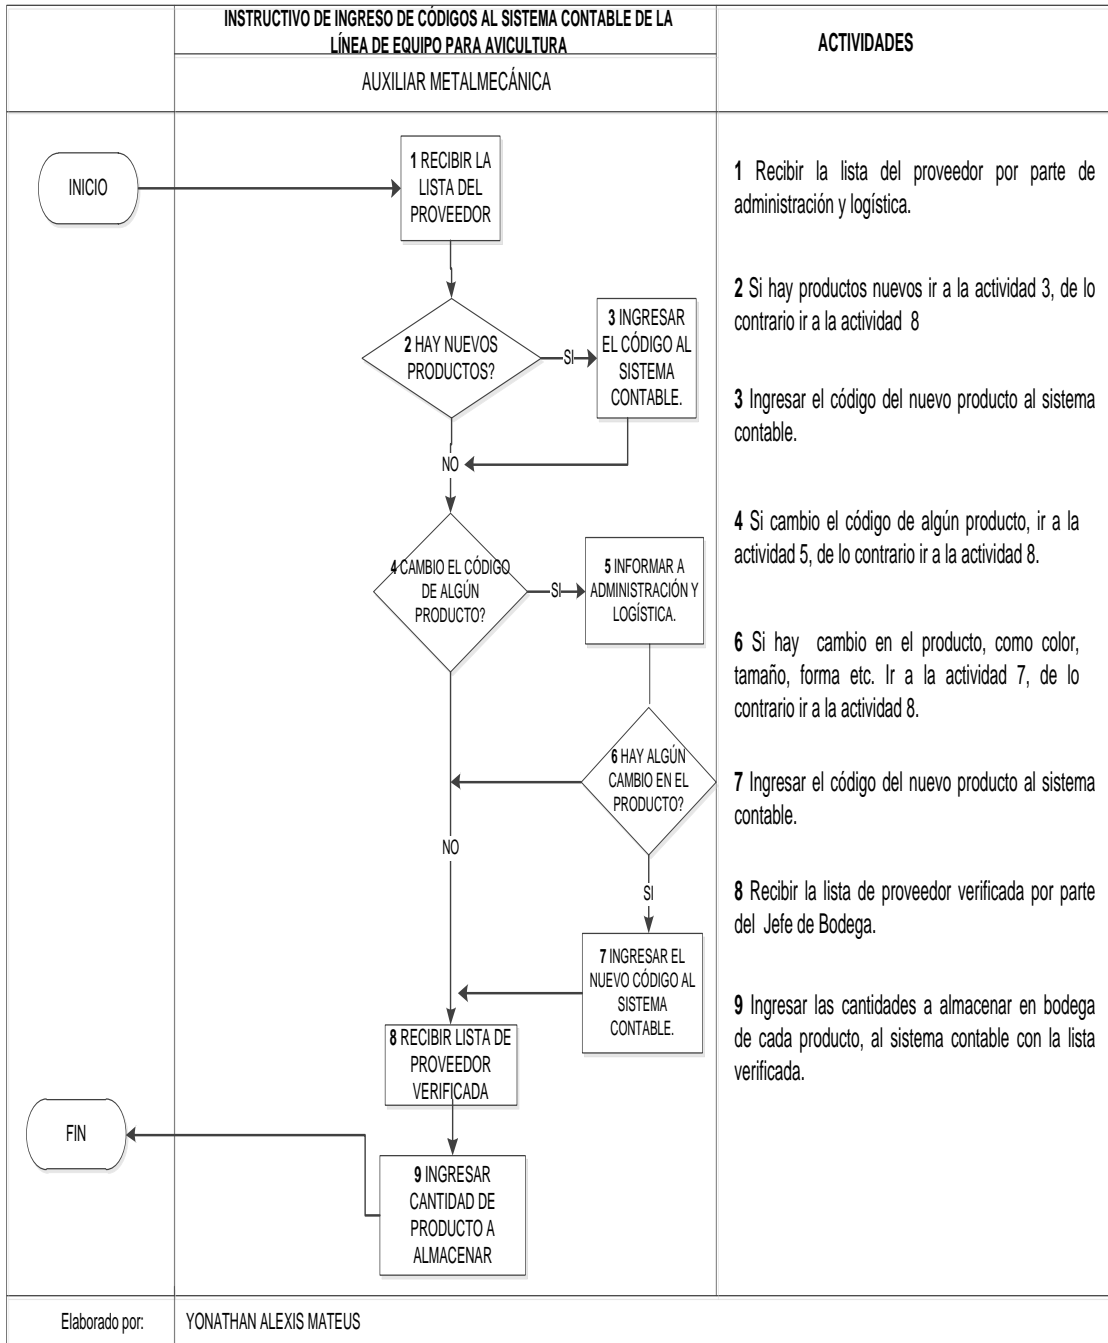 INSTRUCTIVO DE INGRESO DE CÓDIGOS AL SISTEMA CONTABLE DE LA
LÍNEA DE EQUIPO PARA AVICULTURA
ACTIVIDADES
AUXILIAR METALMECÁNICA
INICIO
1 RECIBIR LA
LISTA DEL
PROVEEDOR
2 HAY NUEVOS
PRODUCTOS?
SI
3 INGRESAR
EL CÓDIGO AL
SISTEMA
CONTABLE.
NO
4 CAMBIO EL CÓDIGO
DE ALGÚN
PRODUCTO?
SI
5 INFORMAR A
ADMINISTRACIÓN Y
LOGÍSTICA.
6 HAY ALGÚN
CAMBIO EN EL
PRODUCTO?
NO
SI
7 INGRESAR EL
NUEVO CÓDIGO AL
SISTEMA
CONTABLE.
8 RECIBIR LISTA DE
PROVEEDOR
VERIFICADA
FIN
9 INGRESAR
CANTIDAD DE
PRODUCTO A
ALMACENAR
1 Recibir la lista del proveedor por parte de
administración y logística.
2 Si hay productos nuevos ir a la actividad 3, de lo
contrario ir a la actividad 8
3 Ingresar el código del nuevo producto al sistema
contable.
4 Si cambio el código de algún producto, ir a la
actividad 5, de lo contrario ir a la actividad 8.
6 Si hay cambio en el producto, como color,
tamaño, forma etc. Ir a la actividad 7, de lo
contrario ir a la actividad 8.
7 Ingresar el código del nuevo producto al sistema
contable.
8 Recibir la lista de proveedor verificada por parte
del Jefe de Bodega.
9 Ingresar las cantidades a almacenar en bodega
de cada producto, al sistema contable con la lista
verificada.
Elaborado por:
YONATHAN ALEXIS MATEUS